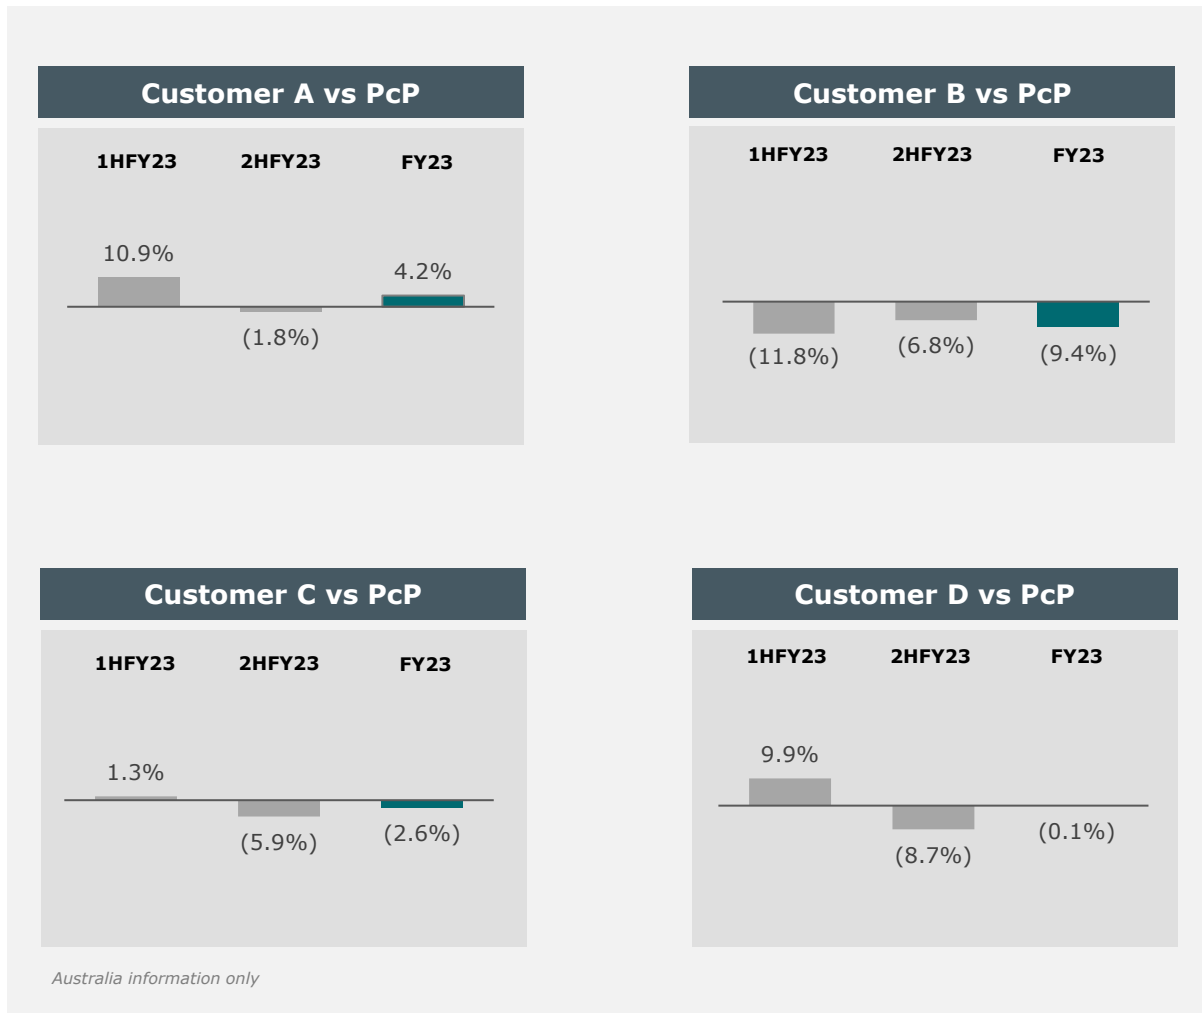 Customer A vs PcP
1HFY23 2HFY23 FY23
10.9%
(1.8%)
4.2%
Customer B vs PcP
1HFY23 2HFY23 FY23
(11.8%)
(6.8%)
(9.4%)
Customer C vs PcP
1HFY23 2HFY23 FY23
1.3%
(5.9%)
(2.6%)
Customer D vs PcP
1HFY23 2HFY23 FY23
9.9%
(8.7%)
(0.1%)
Australia information only